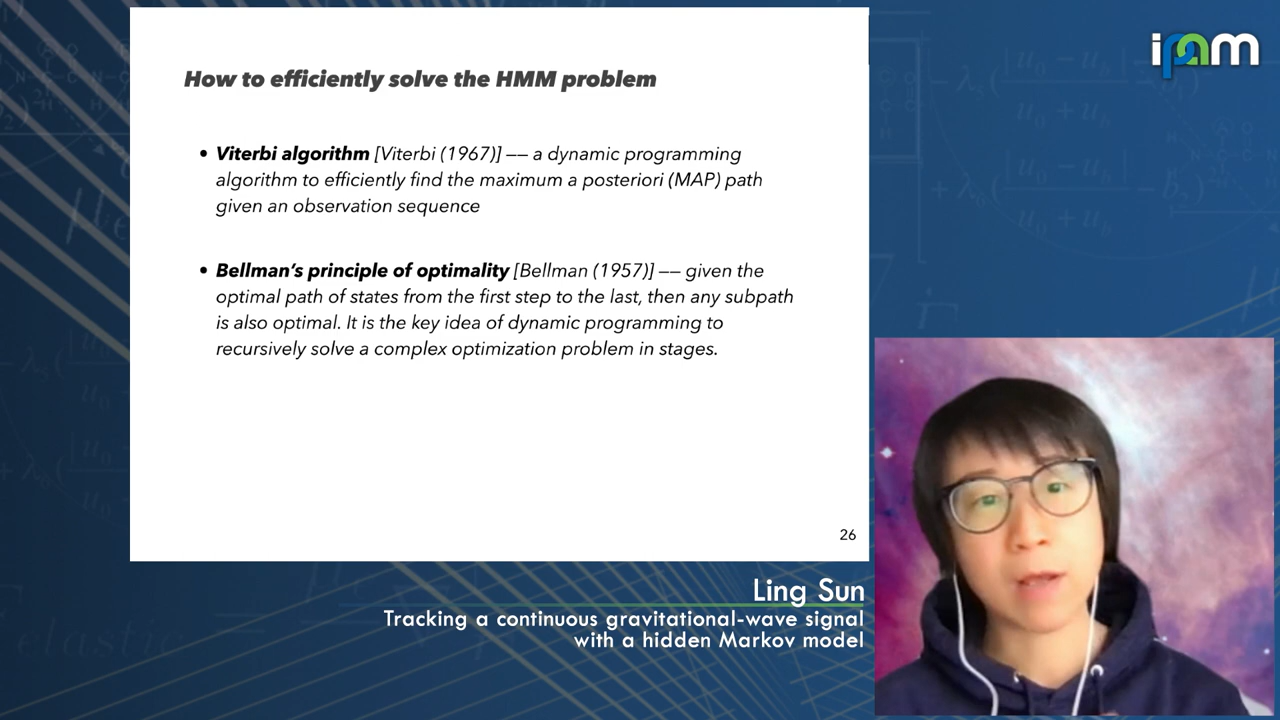 ipam
How to efficiently solve the HMM problem
• Viterbi algorithm [Viterbi (1967)] –– a dynamic programming
algorithm to efficiently find the maximum a posteriori (MAP) path
given an observation sequence
• Bellman’s principle of optimality [Bellman (1957)] –– given the
optimal path of states from the first step to the last, then any subpath
is also optimal. It is the key idea of dynamic programming to
recursively solve a complex optimization problem in stages.
26
Ling Sun
Tracking a continuous gravitational-wave signal
with a hidden Markov model